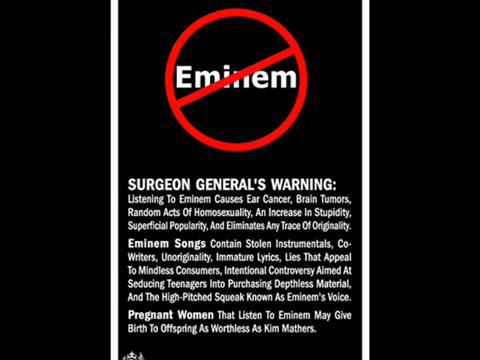 Eminem
SURGEON GENERAL'S WARNING:
Listening To Eminem Causes Ear Cancer, Brain Tumors,
Random Acts Of Homosexuality, An Increase In Stupidity,
Superficial Popularity, And Eliminates Any Trace Of Originality.
Eminem Songs Contain Stolen Instrumentals, Co-
Writers, Unoriginality, Immature Lyrics, Lies That Appeal
To Mindless Consumers, Intentional Controversy Aimed At
Seducing Teenagers Into Purchasing Depthless Material,
And The High-Pitched Squeak Known As Eminem's Voice.
Pregnant Women That Listen To Eminem May Give
Birth To Offspring As Worthless As Kim Mathers.